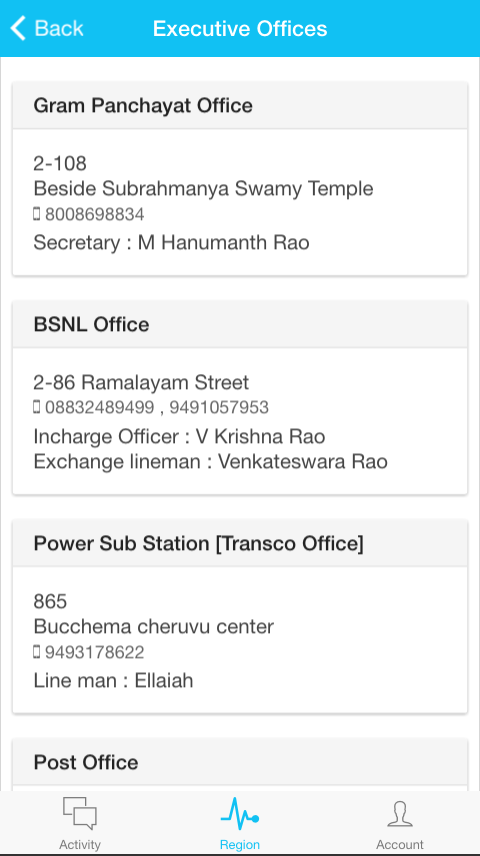 Back
Executive Offices
Gram Panchayat Office
2-108
Beside Subrahmanya Swamy Temple
8008698834
Secretary : M Hanumanth Rao
BSNL Office
2-86 Ramalayam Street
08832489499 , 9491057953
Incharge Officer : V Krishna Rao
Exchange lineman : Venkateswara Rao
Power Sub Station [Transco Office]
865
Bucchema cheruvu center
9493178622
Line man : Ellaiah
Post Office
Activity
Region
Account